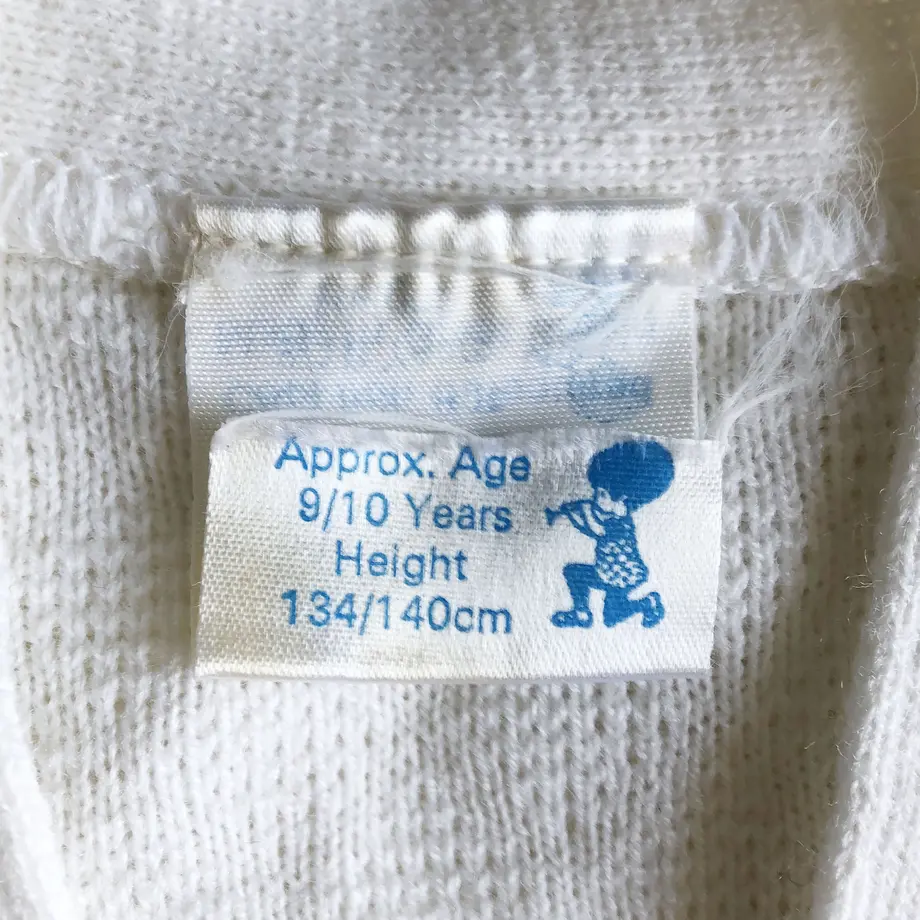 Approx. Age
9/10 Years
Height
134/140cm